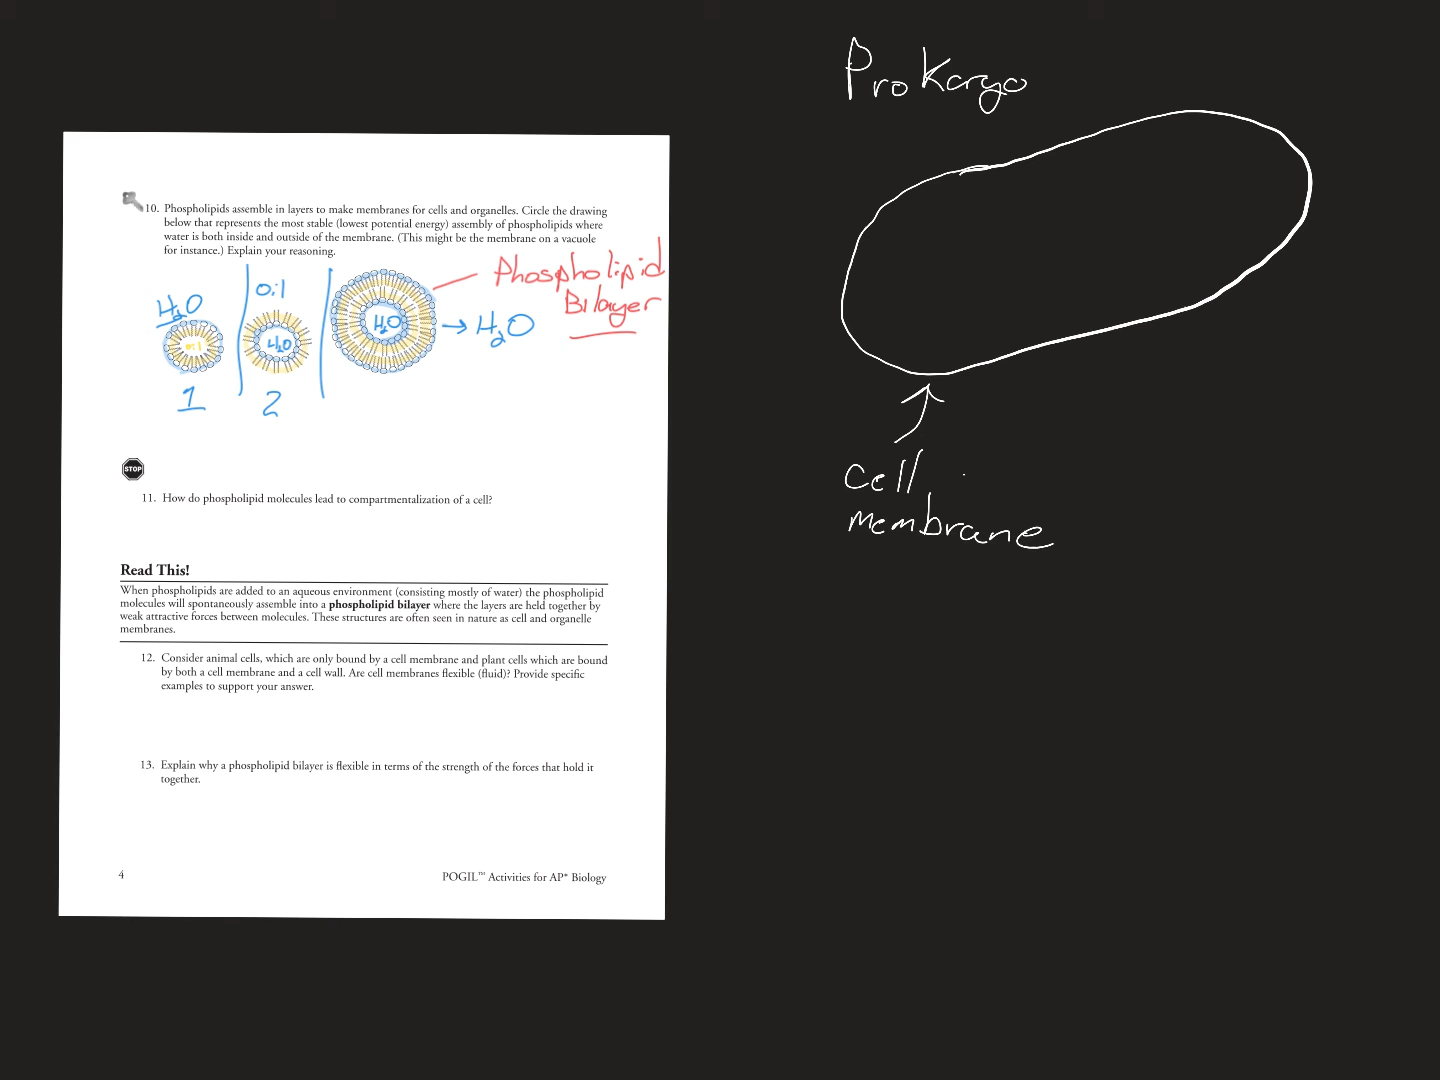 10. Phospholipids assemble in layers to make membranes for cells and organelles. Circle the drawing
below that represents the most stable (lowest potential energy) assembly of phospholipids where
water is both inside and outside of the membrane. (This might be the membrane on a vacuole
for instance.) Explain your reasoning.
H₂O
oil
1
oil
H₂O
2
H₂O
→ H₂O
Phospholipid
Bilayer
STOP
11. How do phospholipid molecules lead to compartmentalization of a cell?
Read This!
When phospholipids are added to an aqueous environment (consisting mostly of water) the phospholipid
molecules will spontaneously assemble into a phospholipid bilayer where the layers are held together by
weak attractive forces between molecules. These structures are often seen in nature as cell and organelle
membranes.
12. Consider animal cells, which are only bound by a cell membrane and plant cells which are bound
by both a cell membrane and a cell wall. Are cell membranes flexible (fluid)? Provide specific
examples to support your answer.
13. Explain why a phospholipid bilayer is flexible in terms of the strength of the forces that hold it
together.
4
POGIL™ Activities for AP* Biology
ProKaryo
Cell
membrane